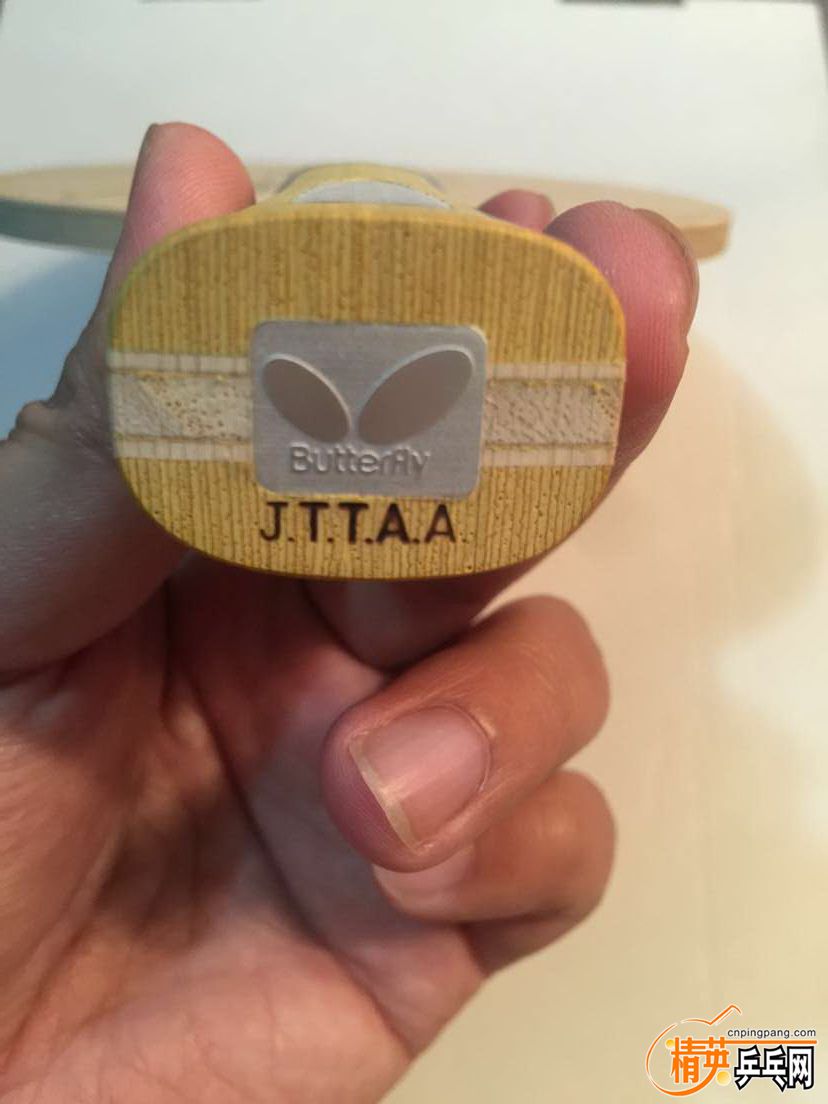 Butterfly
J.T.T.A.A.
cnpingpang.com
精英乒乓网